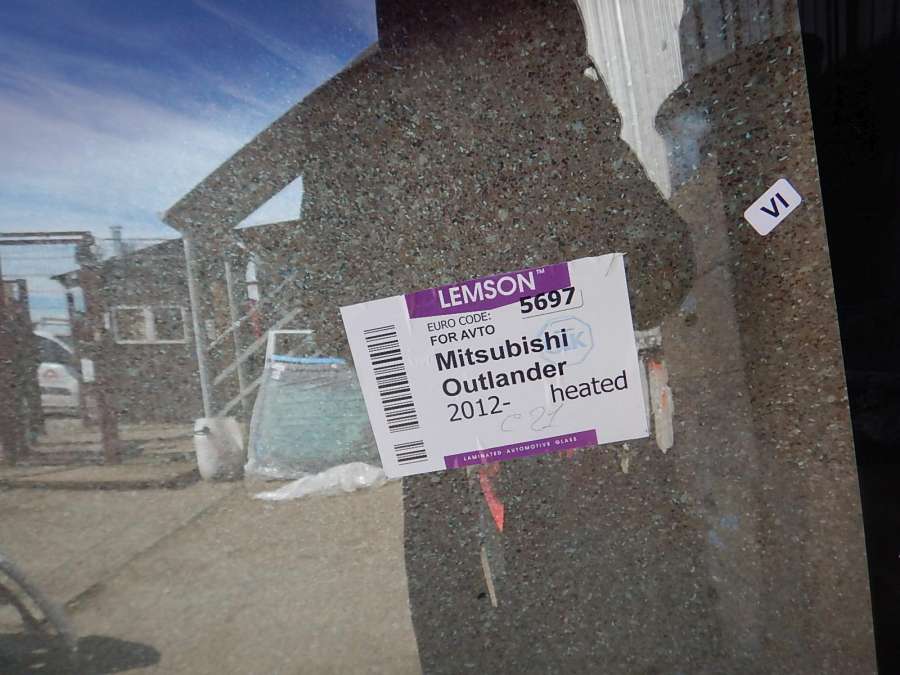 LEMSON™
EURO CODE: 5697
FOR AVTO
Mitsubishi
Outlander
2012- heated
LAMINATED AUTOMOTIVE GLASS
VI